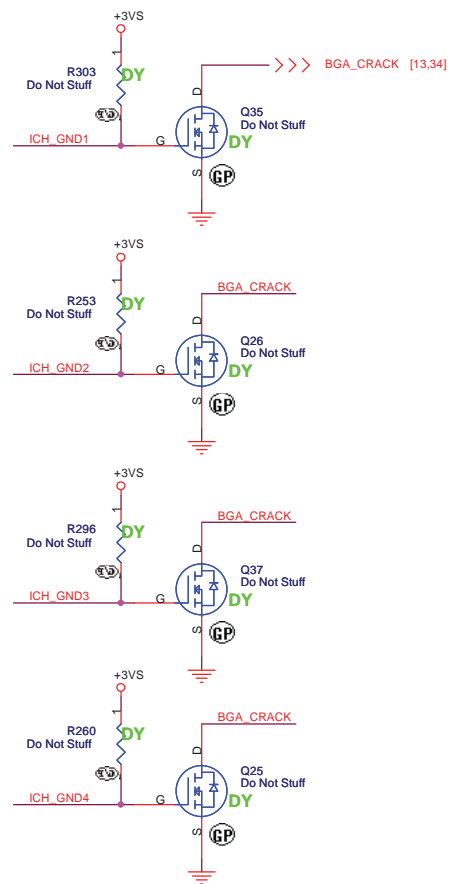 +3VS
1
R303
Do Not Stuff
DY
>>> BGA_CRACK [13,34]
D
Q35
Do Not Stuff
DY
ICH_GND1
G
S
GP
+3VS
1
R253
Do Not Stuff
DY
BGA_CRACK
D
Q26
Do Not Stuff
DY
ICH_GND2
G
S
GP
+3VS
1
R296
Do Not Stuff
DY
BGA_CRACK
D
Q37
Do Not Stuff
DY
ICH_GND3
G
S
GP
+3VS
1
R260
Do Not Stuff
DY
BGA_CRACK
D
Q25
Do Not Stuff
DY
ICH_GND4
G
S
GP